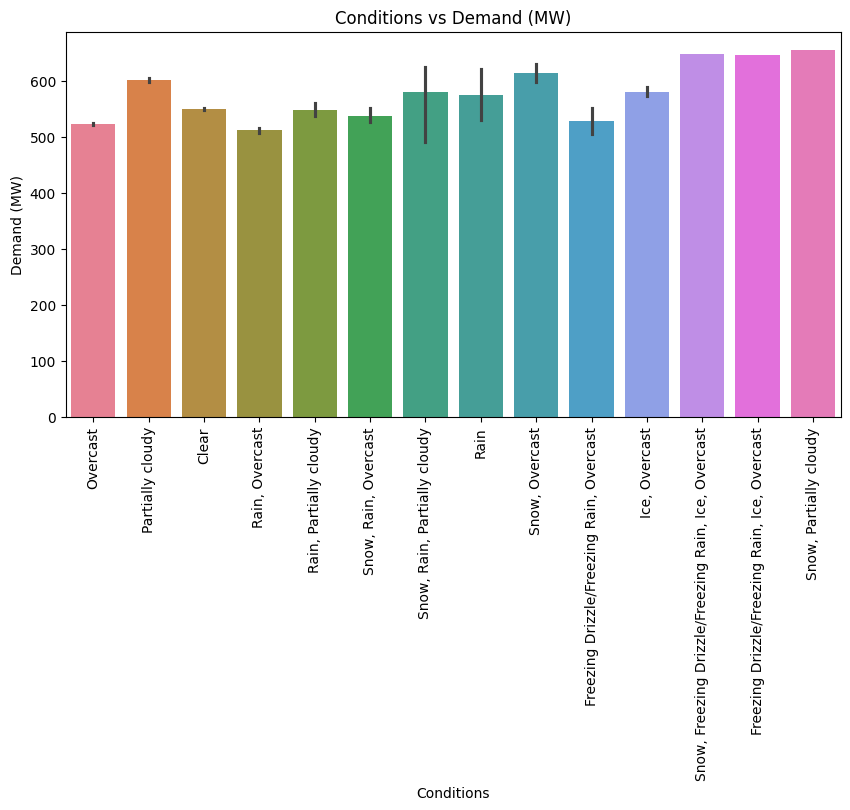 Conditions vs Demand (MW)
Demand (MW)
600
500
400
300
200
100
0
Overcast
Partially cloudy
Clear
Rain, Overcast
Rain, Partially cloudy
Snow, Rain, Overcast
Snow, Rain, Partially cloudy
Rain
Snow, Overcast
Freezing Drizzle/Freezing Rain, Overcast
Ice, Overcast
Snow, Freezing Drizzle/Freezing Rain, Ice, Overcast
Freezing Drizzle/Freezing Rain, Ice, Overcast
Snow, Partially cloudy
Conditions